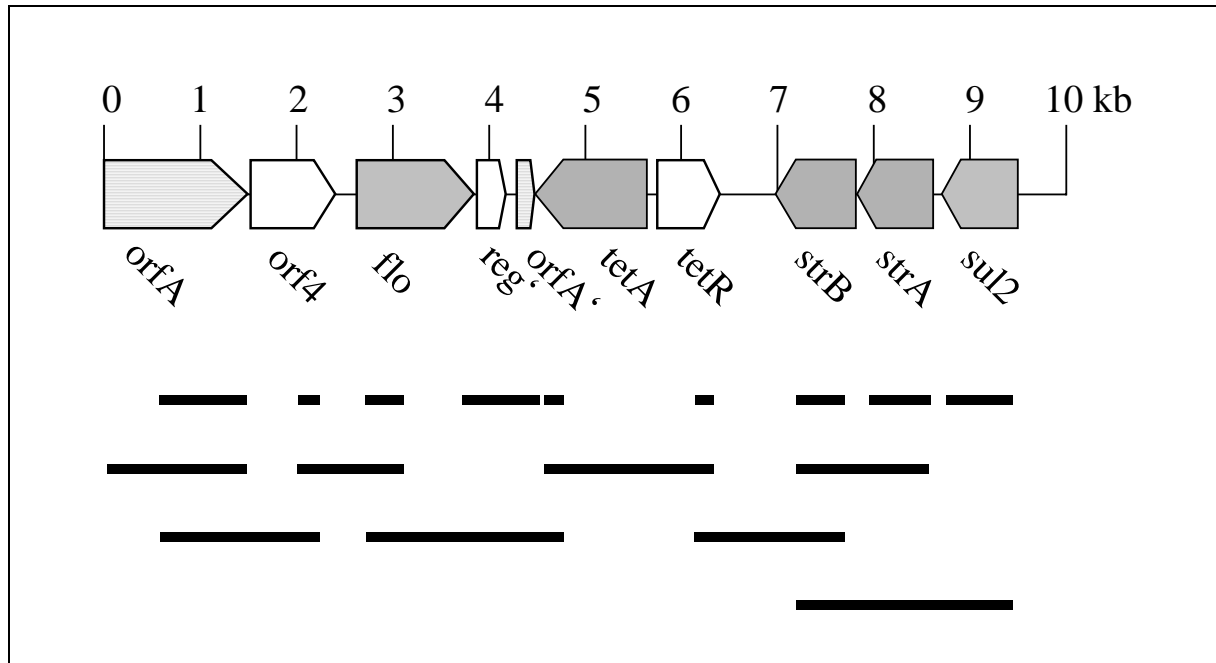 0 1 2 3 4 5 6 7 8 9 10 kb
orfA orf4 flo reg‘ orfA‘ tetA tetR strB strA sul2